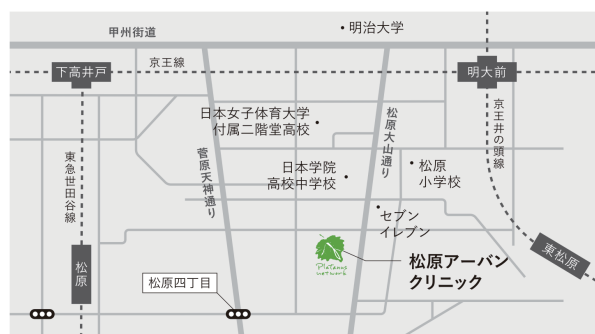 甲州街道
・明治大学
下高井戸
京王線
明大前
日本女子体育大学
付属二階堂高校・
松原大山通り
京王井の頭線
菅原天神通り
東急世田谷線
日本学院
高校中学校・
・松原
小学校
・セブン
イレブン
松原
松原四丁目
Platanus
network
松原アーバン
クリニック
東松原